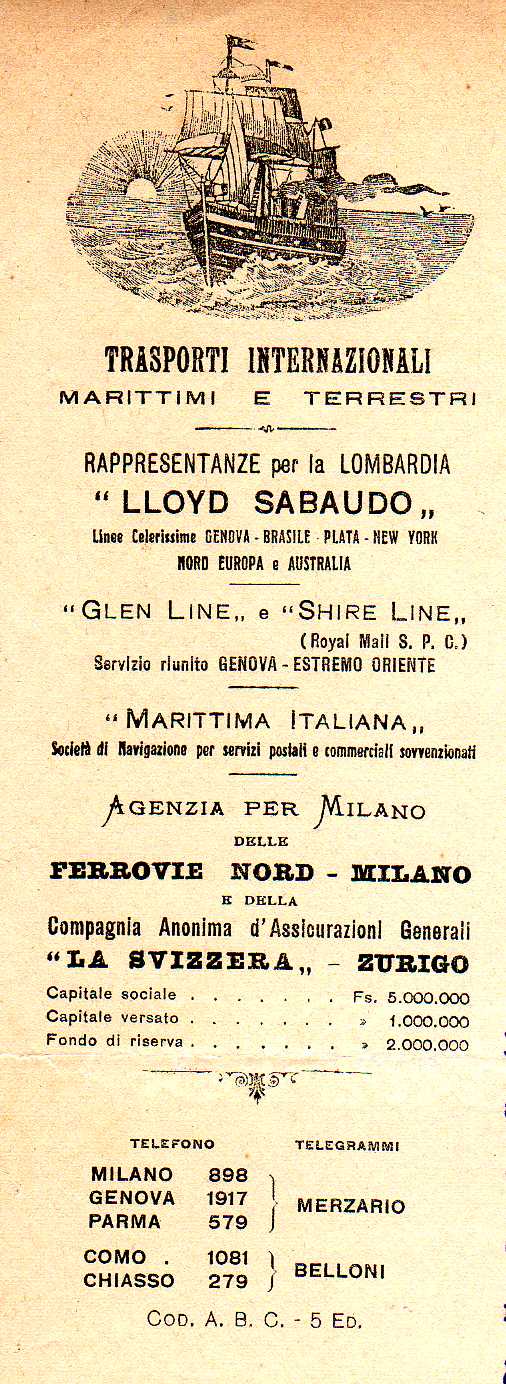 TRASPORTI INTERNAZIONALI
MARITTIMI E TERRESTRI
RAPPRESENTANZE per la LOMBARDIA
“ LLOYD SABAUDO „
Linee Celerissime GENOVA - BRASILE - PLATA - NEW YORK
NORD EUROPA e AUSTRALIA
“ GLEN LINE„ e “ SHIRE LINE„
(Royal Mail S. P. C.)
Servizio riunito GENOVA - ESTREMO ORIENTE
“ MARITTIMA ITALIANA „
Società di Navigazione per servizi postali e commerciali sovvenzionati
AGENZIA PER MILANO
DELLE
FERROVIE NORD - MILANO
E DELLA
Compagnia Anonima d'Assicurazioni Generali
“ LA SVIZZERA „ - ZURIGO
Capitale sociale . . . . . . . Fs. 5.000.000
Capitale versato . . . . . . . » 1.000.000
Fondo di riserva . . . . . . . » 2.000.000
TELEFONO TELEGRAMMI
MILANO 898
GENOVA 1917
PARMA 579
MERZARIO
COMO . 1081
CHIASSO 279
BELLONI
COD. A. B. C. - 5 ED.